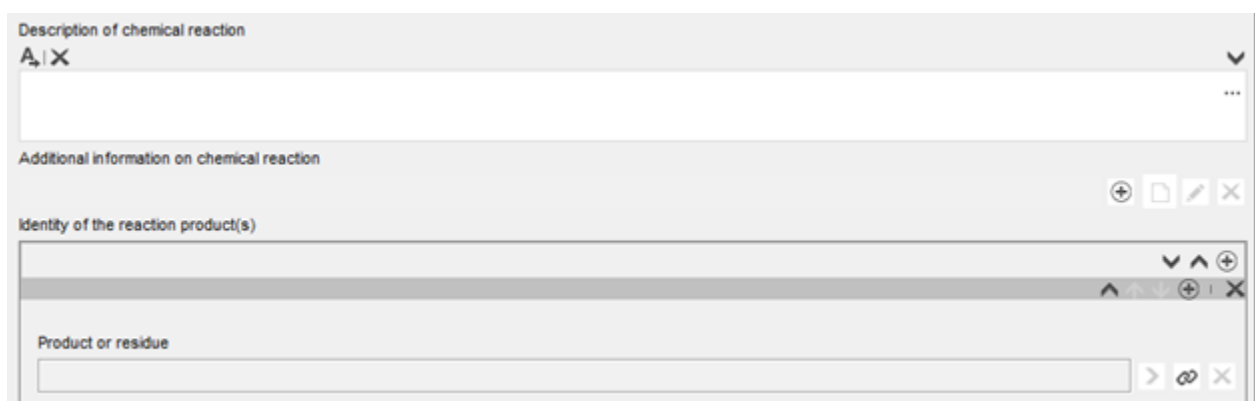 Description of chemical reaction
A
...
Additional information on chemical reaction
Identity of the reaction product(s)
Product or residue